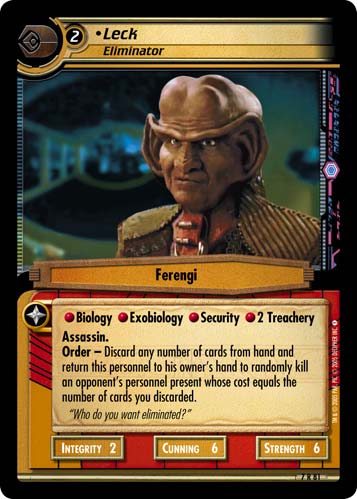 2
•Leck
Eliminator
Ferengi
Biology Exobiology Security 2 Treachery
Assassin.
Order – Discard any number of cards from hand and
return this personnel to his owner's hand to randomly kill
an opponent's personnel present whose cost equals the
number of cards you discarded.
"Who do you want eliminated?"
INTEGRITY 2 CUNNING 6 STRENGTH 6
7 R 81